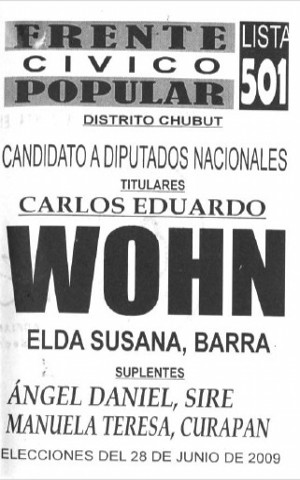 FRENTE
CIVICO
POPULAR
LISTA
501
DISTRITO CHUBUT
CANDIDATO A DIPUTADOS NACIONALES
TITULARES
CARLOS EDUARDO
WOHN
ELDA SUSANA, BARRA
SUPLENTES
ÁNGEL DANIEL, SIRE
MANUELA TERESA, CURAPAN
ELECCIONES DEL 28 DE JUNIO DE 2009